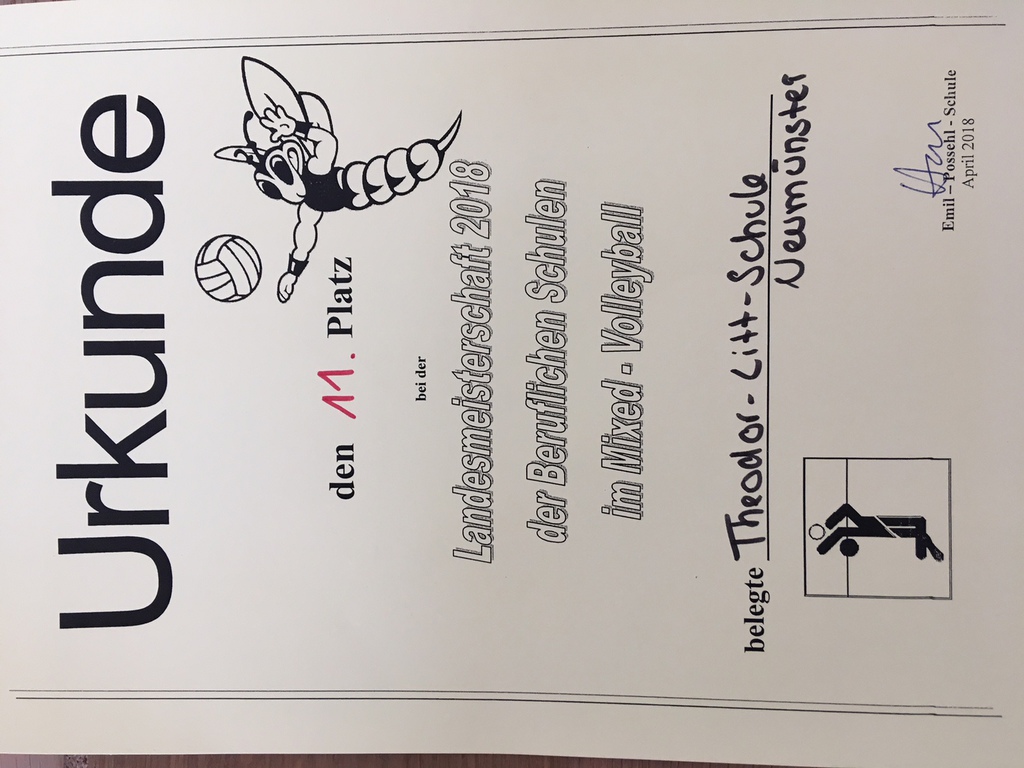 Urkunde
den 11. Platz
bei der
Landesmeisterschaft 2018
der Beruflichen Schulen
im Mixed - Volleyball
belegte Theodor-Litt-Schule
Neumünster
Emil – Possehl - Schule
April 2018